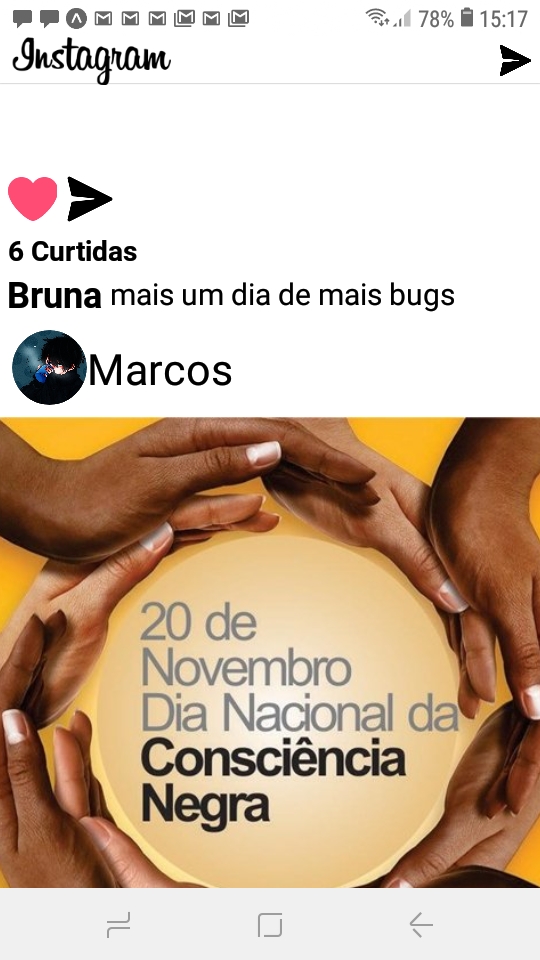 78% 15:17
Instagram
6 Curtidas
Bruna mais um dia de mais bugs
Marcos
20 de
Novembro
Dia Nacional da
Consciência
Negra